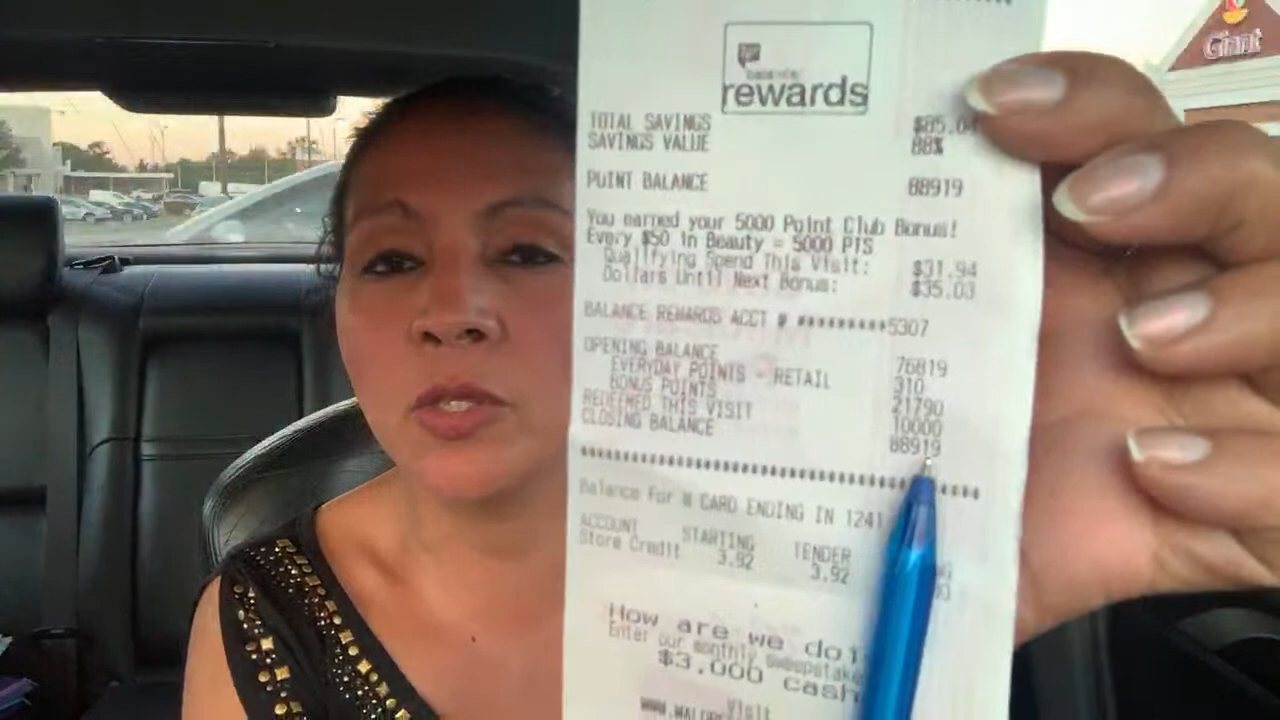 balance
rewards
TOTAL SAVINGS $85.04
SAVINGS VALUE 88%
POINT BALANCE 88919
You earned your 5000 Point Club Bonus!
Every $50 in Beauty = 5000 PTS
Qualifying Spend This Visit: $31.94
Dollars Until Next Bonus: $35.03
BALANCE REWARDS ACCT # *********5307
OPENING BALANCE 76819
EVERYDAY POINTS - RETAIL 310
BONUS POINTS 21790
REDEEMED THIS VISIT 10000
CLOSING BALANCE 88919
Balance For W CARD ENDING IN 1241
ACCOUNT STARTING TENDER
Store Credit 3.92 3.92
How are we doi
Enter our monthly sweepstake
$3,000 cash
Visit
Giant